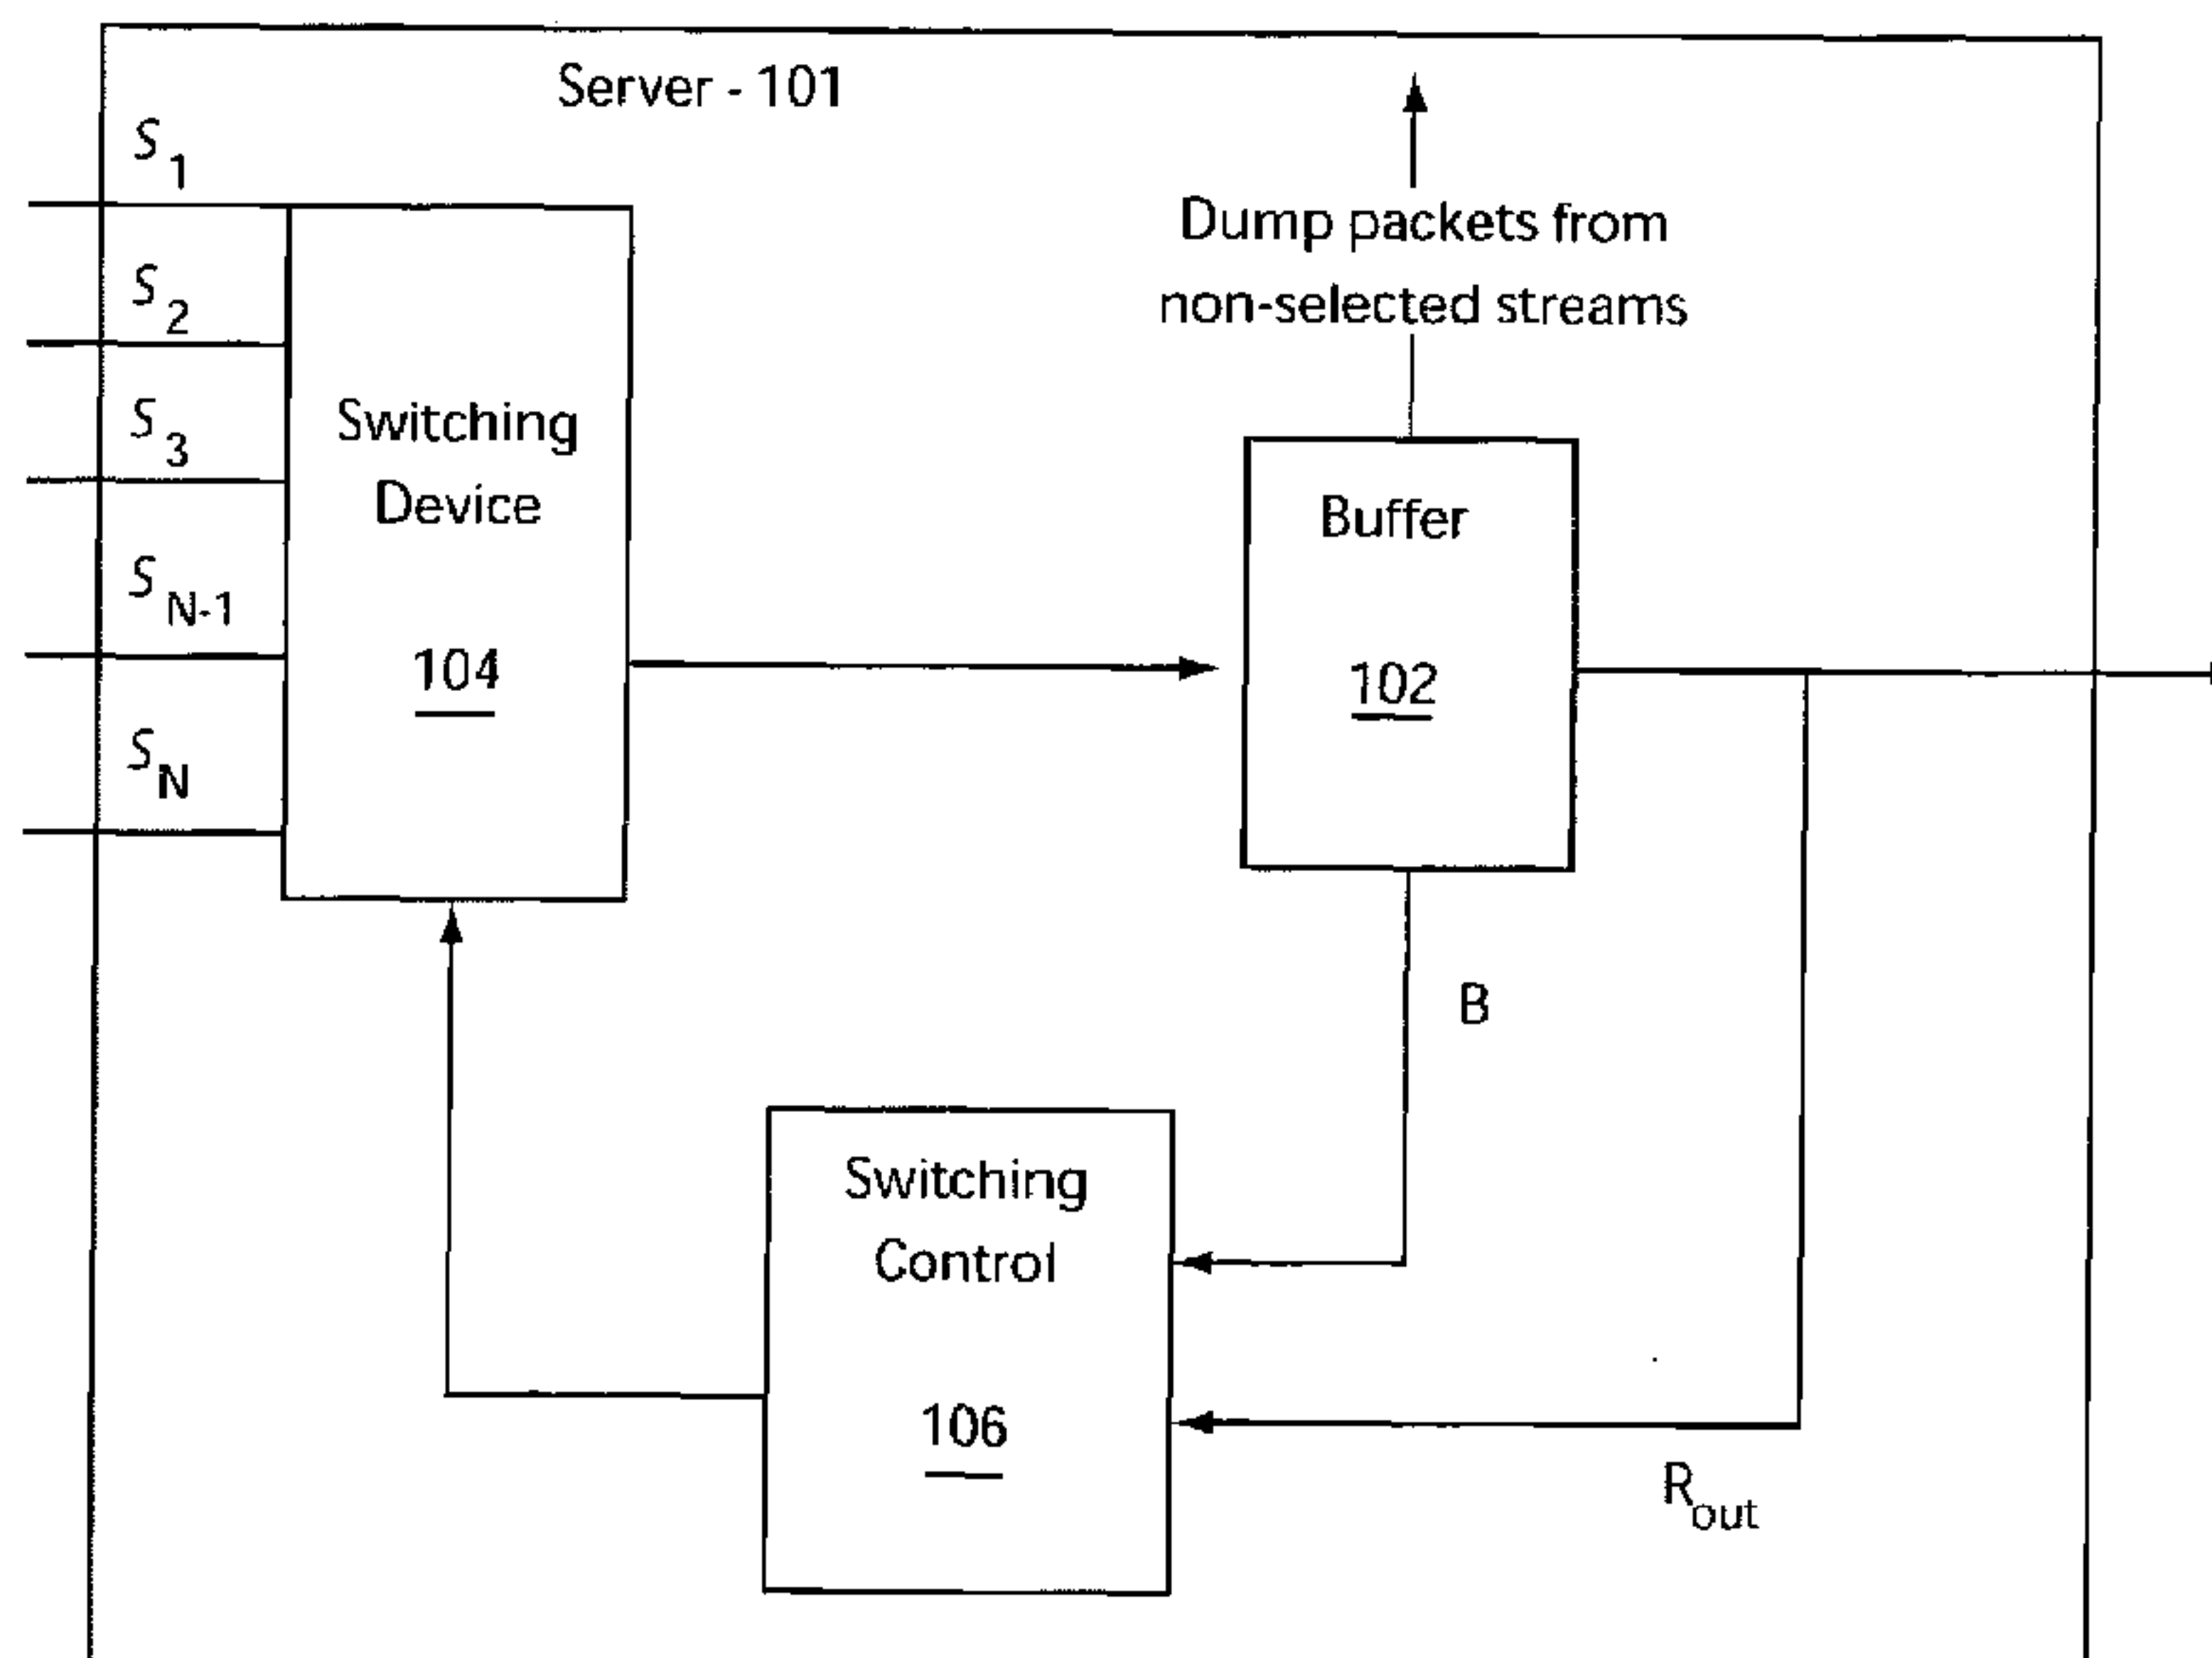 Server - 101
S1
S2
S3
SN-1
SN
Switching
Device
104
Dump packets from
non-selected streams
Buffer
102
B
Switching
Control
106
Rout